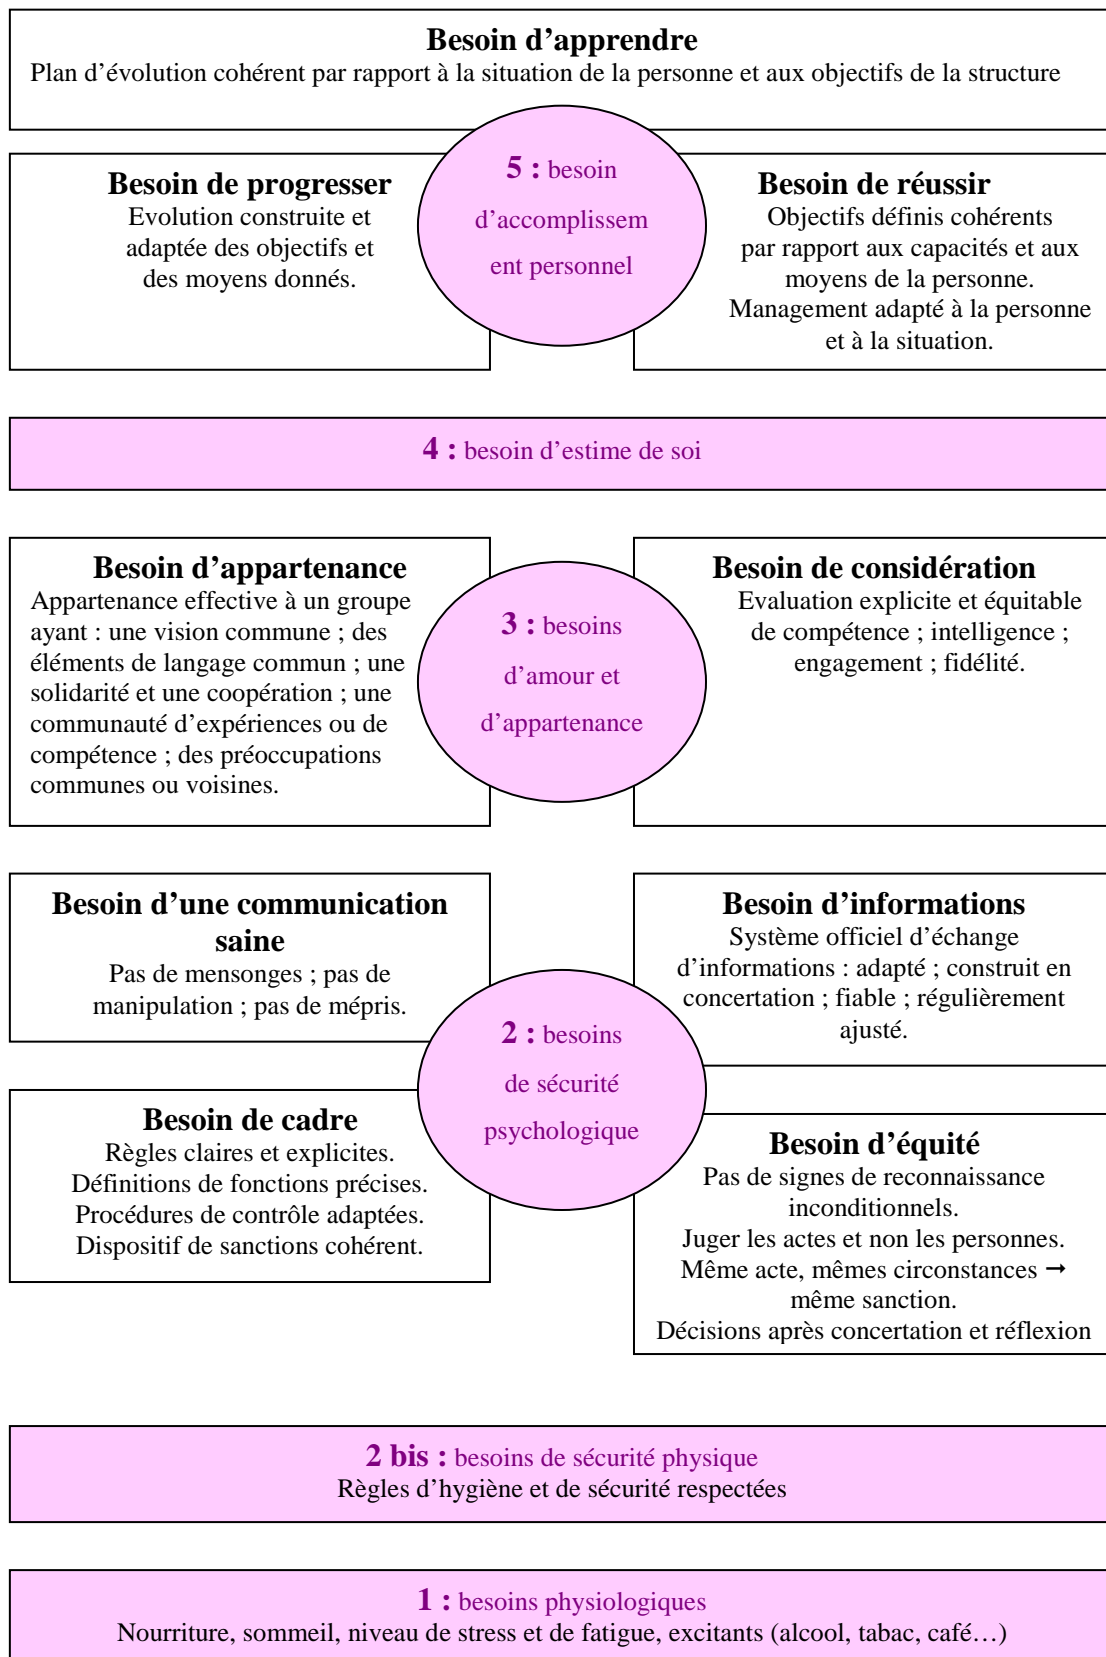 Besoin d’apprendre
Plan d’évolution cohérent par rapport à la situation de la personne et aux objectifs de la structure
5 : besoin
d’accomplissem
ent personnel
Besoin de progresser
Evolution construite et
adaptée des objectifs et
des moyens donnés.
Besoin de réussir
Objectifs définis cohérents
par rapport aux capacités et aux
moyens de la personne.
Management adapté à la personne
et à la situation.
4 : besoin d’estime de soi
Besoin d’appartenance
Appartenance effective à un groupe
ayant : une vision commune ; des
éléments de langage commun ; une
solidarité et une coopération ; une
communauté d’expériences ou de
compétence ; des préoccupations
communes ou voisines.
3 : besoins
d’amour et
d’appartenance
Besoin de considération
Evaluation explicite et équitable
de compétence ; intelligence ;
engagement ; fidélité.
Besoin d’une communication
saine
Pas de mensonges ; pas de
manipulation ; pas de mépris.
Besoin d’informations
Système officiel d’échange
d’informations : adapté ; construit en
concertation ; fiable ; régulièrement
ajusté.
2 : besoins
de sécurité
psychologique
Besoin de cadre
Règles claires et explicites.
Définitions de fonctions précises.
Procédures de contrôle adaptées.
Dispositif de sanctions cohérent.
Besoin d’équité
Pas de signes de reconnaissance
inconditionnels.
Juger les actes et non les personnes.
Même acte, mêmes circonstances →
même sanction.
Décisions après concertation et réflexion
2 bis : besoins de sécurité physique
Règles d’hygiène et de sécurité respectées
1 : besoins physiologiques
Nourriture, sommeil, niveau de stress et de fatigue, excitants (alcool, tabac, café…)